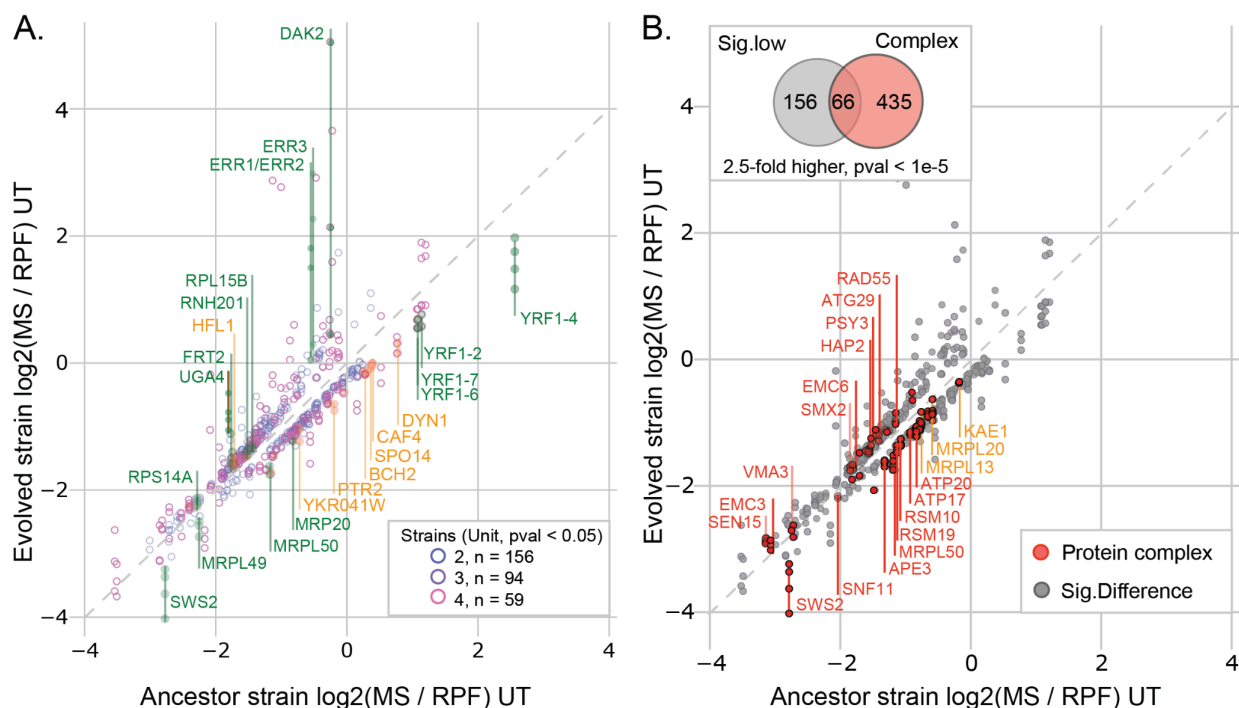 A.
DAK2
ERR3
ERR1/ERR2
RPL15B
RNH201
HFL1
FRT2
UGA4
RPS14A
MRPL49
SWS2
YRF1-4
YRF1-2
YRF1-7
YRF1-6
DYN1
CAF4
SPO14
BCH2
PTR2
YKR041W
MRP20
MRPL50
Strains (Unit, pval < 0.05)
2, n = 156
3, n = 94
4, n = 59
4
2
0
−2
−4
−4
−2
0
2
4
Evolved strain log2(MS / RPF) UT
Ancestor strain log2(MS / RPF) UT
B.
Sig.low
Complex
156
66
435
2.5-fold higher, pval < 1e-5
RAD55
ATG29
PSY3
HAP2
EMC6
SMX2
VMA3
EMC3
SEN15
SWS2
SNF11
APE3
MRPL50
RSM19
RSM10
ATP17
ATP20
MRPL13
MRPL20
KAE1
Protein complex
Sig.Difference
4
2
0
−2
−4
−4
−2
0
2
4
Evolved strain log2(MS / RPF) UT
Ancestor strain log2(MS / RPF) UT